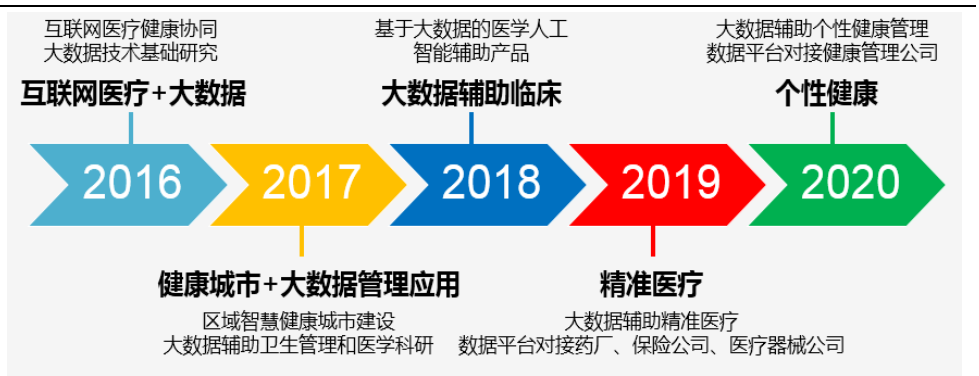 互联网医疗健康协同
大数据技术基础研究
互联网医疗+大数据
基于大数据的医学人工
智能辅助产品
大数据辅助临床
大数据辅助个性健康管理
数据平台对接健康管理公司
个性健康
2016
2017
2018
2019
2020
健康城市+大数据管理应用
区域智慧健康城市建设
大数据辅助卫生管理和医学科研
精准医疗
大数据辅助精准医疗
数据平台对接药厂、保险公司、医疗器械公司